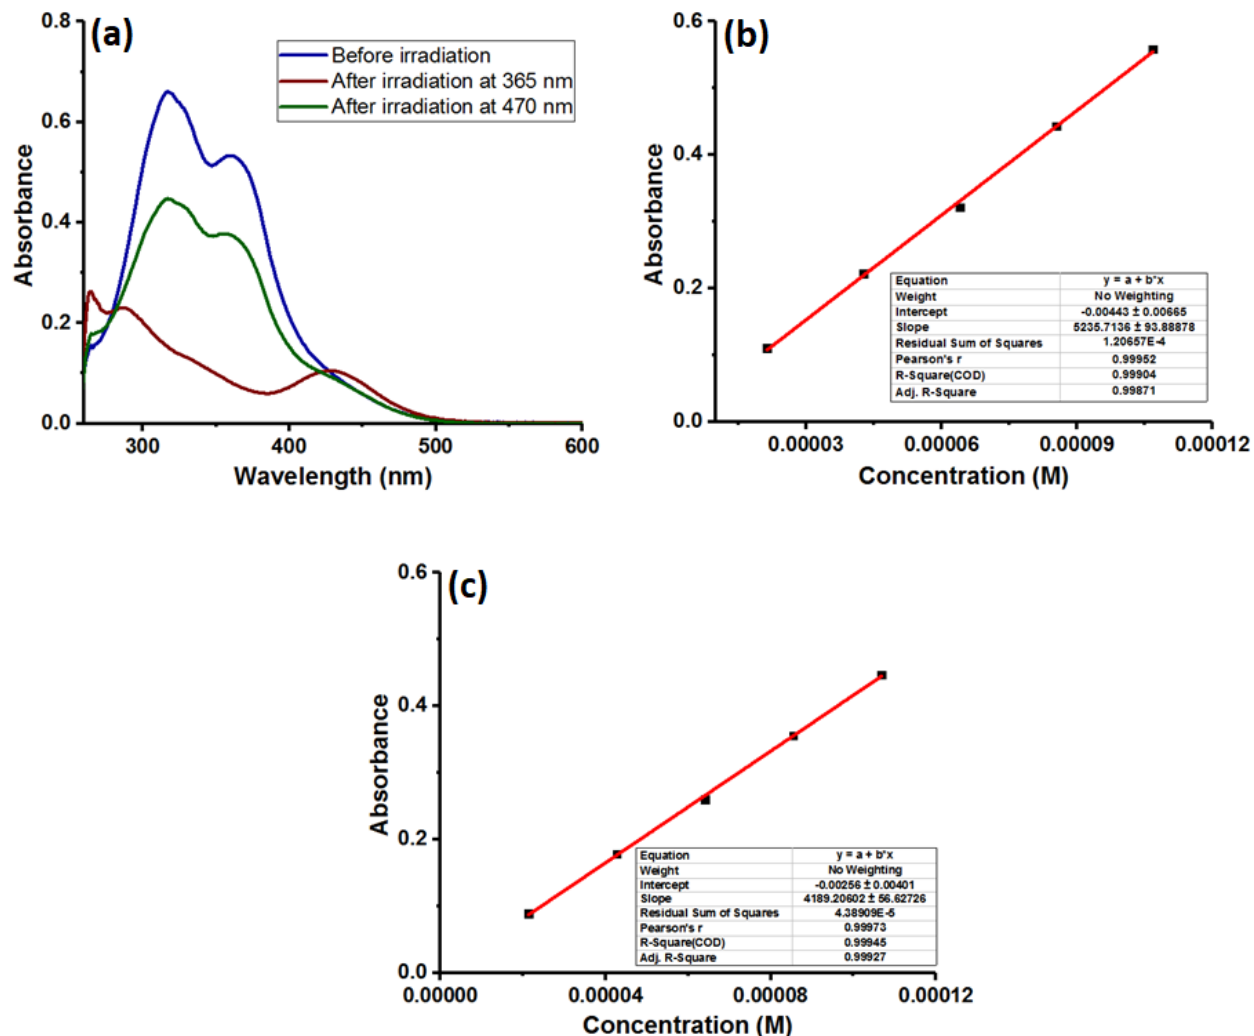 (a)
Before irradiation
After irradiation at 365 nm
After irradiation at 470 nm
0.8
0.6
0.4
0.2
0.0
300
400
500
600
Absorbance
Wavelength (nm)
(b)
0.6
0.4
0.2
0.0
0.00003
0.00006
0.00009
0.00012
Absorbance
Concentration (M)
Equation y = a + b*x
Weight No Weighting
Intercept -0.00443 ± 0.00665
Slope 5235.7136 ± 93.88878
Residual Sum of Squares 1.20657E-4
Pearson's r 0.99952
R-Square(COD) 0.99904
Adj. R-Square 0.99871
(c)
0.6
0.4
0.2
0.0
0.00000
0.00004
0.00008
0.00012
Absorbance
Concentration (M)
Equation y = a + b*x
Weight No Weighting
Intercept -0.00256 ± 0.00401
Slope 4189.20602 ± 56.62726
Residual Sum of Squares 4.38909E-5
Pearson's r 0.99973
R-Square(COD) 0.99945
Adj. R-Square 0.99927